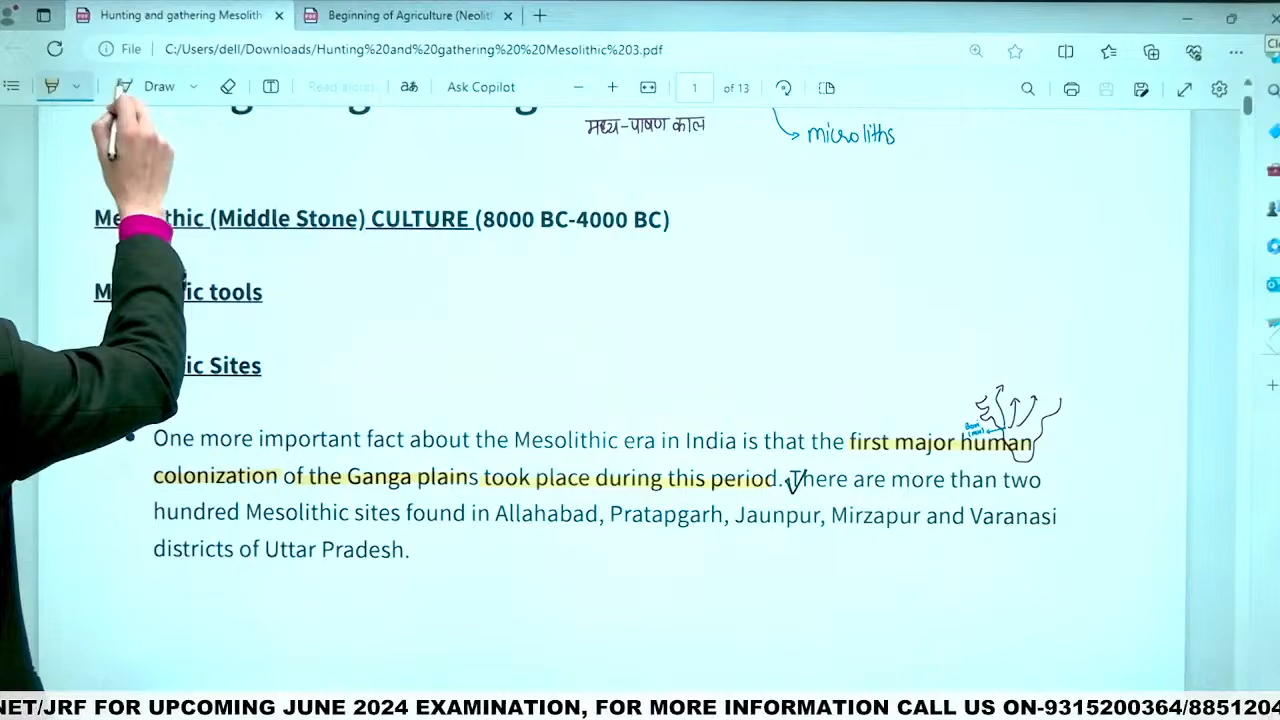 Hunting and gathering Mesolith
Beginning of Agriculture (Neolit
File
C:/Users/dell/Downloads/Hunting%20and%20gathering%20%20Mesolithic%203.pdf
Draw
Read aloud
Ask Copilot
1 of 13
मध्य-पाषण काल
microliths
(Middle Stone) CULTURE (8000 BC-4000 BC)
tools
Sites
One more important fact about the Mesolithic era in India is that the first major human
colonization of the Ganga plains took place during this period. There are more than two
hundred Mesolithic sites found in Allahabad, Pratapgarh, Jaunpur, Mirzapur and Varanasi
districts of Uttar Pradesh.
NET/JRF FOR UPCOMING JUNE 2024 EXAMINATION, FOR MORE INFORMATION CALL US ON-9315200364/8851204